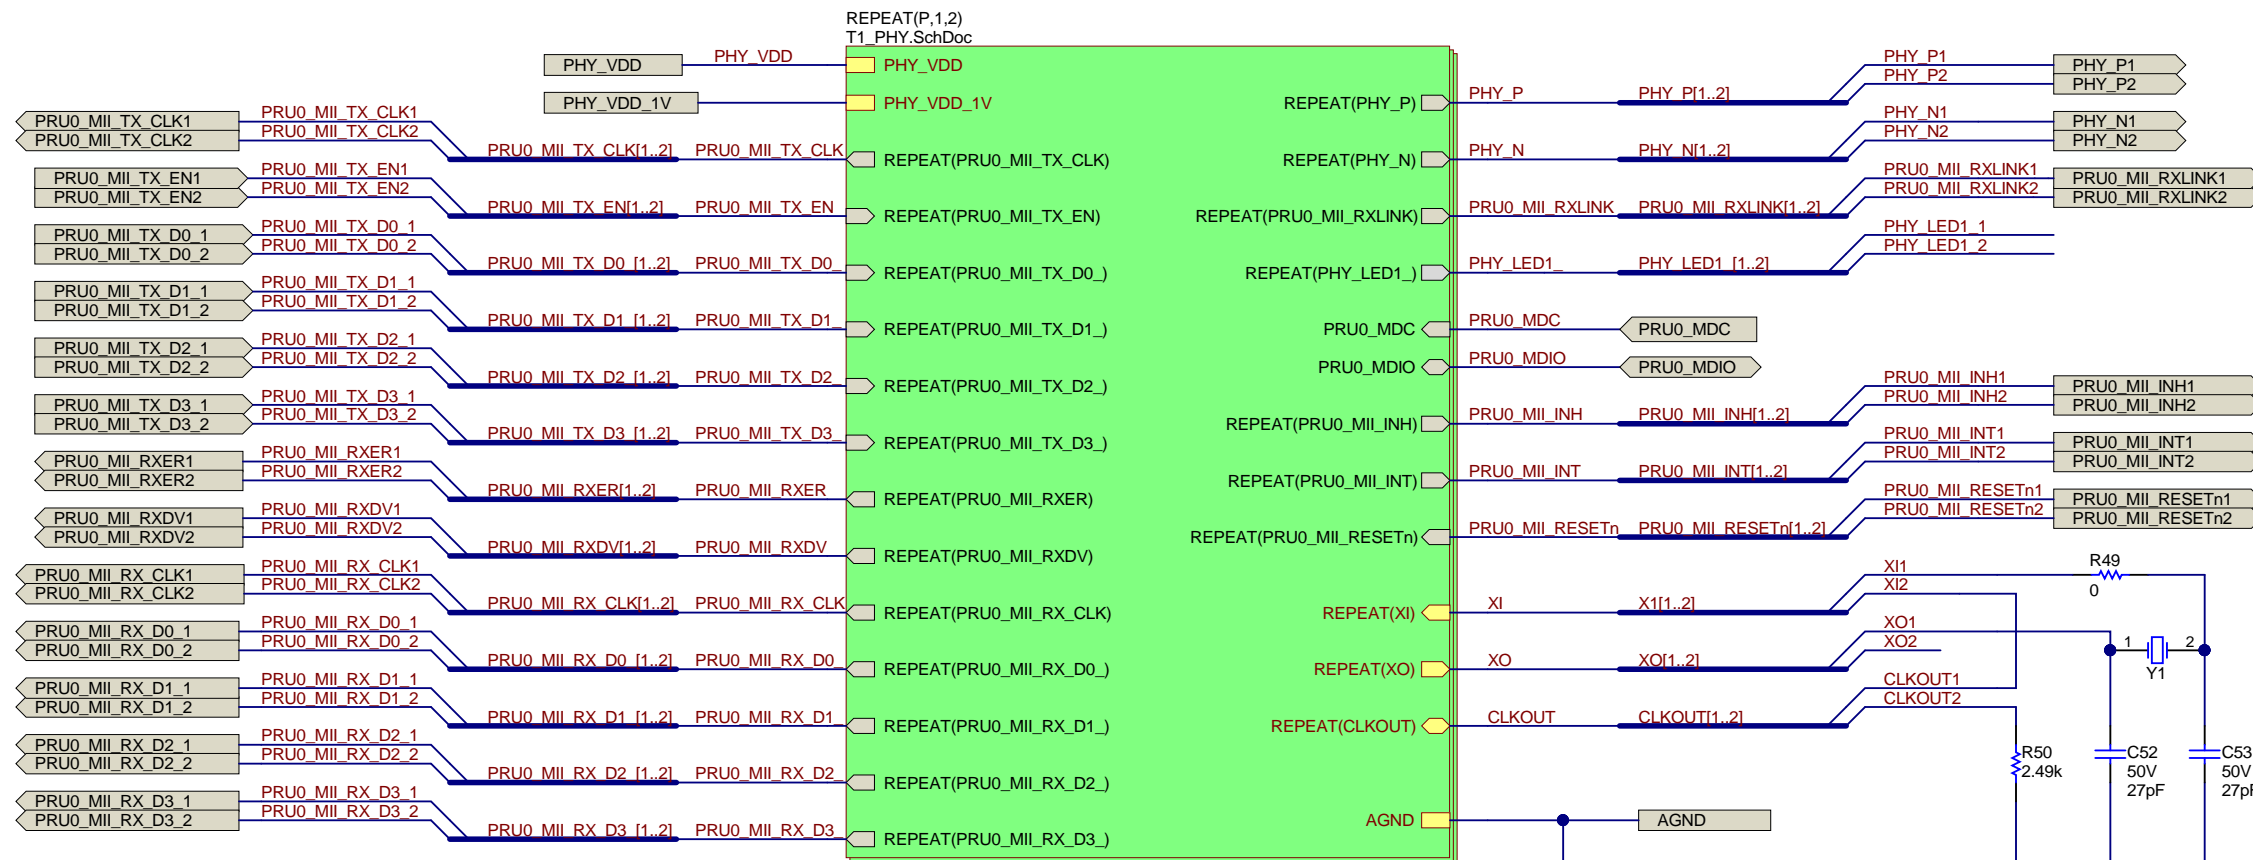 REPEAT(P,1,2)
T1_PHY.SchDoc
PHY_VDD PHY_VDD PHY_VDD
PHY_VDD_1V PHY_VDD_1V
PRU0_MII_TX_CLK1 PRU0_MII_TX_CLK1
PRU0_MII_TX_CLK2 PRU0_MII_TX_CLK2
PRU0_MII_TX_CLK[1..2] PRU0_MII_TX_CLK REPEAT(PRU0_MII_TX_CLK)
PRU0_MII_TX_EN1 PRU0_MII_TX_EN1
PRU0_MII_TX_EN2 PRU0_MII_TX_EN2
PRU0_MII_TX_EN[1..2] PRU0_MII_TX_EN REPEAT(PRU0_MII_TX_EN)
PRU0_MII_TX_D0_1 PRU0_MII_TX_D0_1
PRU0_MII_TX_D0_2 PRU0_MII_TX_D0_2
PRU0_MII_TX_D0_[1..2] PRU0_MII_TX_D0_ REPEAT(PRU0_MII_TX_D0_)
PRU0_MII_TX_D1_1 PRU0_MII_TX_D1_1
PRU0_MII_TX_D1_2 PRU0_MII_TX_D1_2
PRU0_MII_TX_D1_[1..2] PRU0_MII_TX_D1_ REPEAT(PRU0_MII_TX_D1_)
PRU0_MII_TX_D2_1 PRU0_MII_TX_D2_1
PRU0_MII_TX_D2_2 PRU0_MII_TX_D2_2
PRU0_MII_TX_D2_[1..2] PRU0_MII_TX_D2_ REPEAT(PRU0_MII_TX_D2_)
PRU0_MII_TX_D3_1 PRU0_MII_TX_D3_1
PRU0_MII_TX_D3_2 PRU0_MII_TX_D3_2
PRU0_MII_TX_D3_[1..2] PRU0_MII_TX_D3_ REPEAT(PRU0_MII_TX_D3_)
PRU0_MII_RXER1 PRU0_MII_RXER1
PRU0_MII_RXER2 PRU0_MII_RXER2
PRU0_MII_RXER[1..2] PRU0_MII_RXER REPEAT(PRU0_MII_RXER)
PRU0_MII_RXDV1 PRU0_MII_RXDV1
PRU0_MII_RXDV2 PRU0_MII_RXDV2
PRU0_MII_RXDV[1..2] PRU0_MII_RXDV REPEAT(PRU0_MII_RXDV)
PRU0_MII_RX_CLK1 PRU0_MII_RX_CLK1
PRU0_MII_RX_CLK2 PRU0_MII_RX_CLK2
PRU0_MII_RX_CLK[1..2] PRU0_MII_RX_CLK REPEAT(PRU0_MII_RX_CLK)
PRU0_MII_RX_D0_1 PRU0_MII_RX_D0_1
PRU0_MII_RX_D0_2 PRU0_MII_RX_D0_2
PRU0_MII_RX_D0_[1..2] PRU0_MII_RX_D0_ REPEAT(PRU0_MII_RX_D0_)
PRU0_MII_RX_D1_1 PRU0_MII_RX_D1_1
PRU0_MII_RX_D1_2 PRU0_MII_RX_D1_2
PRU0_MII_RX_D1_[1..2] PRU0_MII_RX_D1_ REPEAT(PRU0_MII_RX_D1_)
PRU0_MII_RX_D2_1 PRU0_MII_RX_D2_1
PRU0_MII_RX_D2_2 PRU0_MII_RX_D2_2
PRU0_MII_RX_D2_[1..2] PRU0_MII_RX_D2_ REPEAT(PRU0_MII_RX_D2_)
PRU0_MII_RX_D3_1 PRU0_MII_RX_D3_1
PRU0_MII_RX_D3_2 PRU0_MII_RX_D3_2
PRU0_MII_RX_D3_[1..2] PRU0_MII_RX_D3_ REPEAT(PRU0_MII_RX_D3_)
PHY_P1 PHY_P1
PHY_P2 PHY_P2
REPEAT(PHY_P) PHY_P PHY_P[1..2]
PHY_N1 PHY_N1
PHY_N2 PHY_N2
REPEAT(PHY_N) PHY_N PHY_N[1..2]
PRU0_MII_RXLINK1 PRU0_MII_RXLINK1
PRU0_MII_RXLINK2 PRU0_MII_RXLINK2
REPEAT(PRU0_MII_RXLINK) PRU0_MII_RXLINK PRU0_MII_RXLINK[1..2]
PHY_LED1_1
PHY_LED1_2
REPEAT(PHY_LED1_) PHY_LED1_ PHY_LED1_[1..2]
PRU0_MDC PRU0_MDC PRU0_MDC
PRU0_MDIO PRU0_MDIO PRU0_MDIO
PRU0_MII_INH1 PRU0_MII_INH1
PRU0_MII_INH2 PRU0_MII_INH2
REPEAT(PRU0_MII_INH) PRU0_MII_INH PRU0_MII_INH[1..2]
PRU0_MII_INT1 PRU0_MII_INT1
PRU0_MII_INT2 PRU0_MII_INT2
REPEAT(PRU0_MII_INT) PRU0_MII_INT PRU0_MII_INT[1..2]
PRU0_MII_RESETn1 PRU0_MII_RESETn1
PRU0_MII_RESETn2 PRU0_MII_RESETn2
REPEAT(PRU0_MII_RESETn) PRU0_MII_RESETn PRU0_MII_RESETn[1..2]
XI1 R49
XI2 0
REPEAT(XI) XI X1[1..2]
XO1
XO2 1 2
Y1
REPEAT(XO) XO XO[1..2]
CLKOUT1
CLKOUT2
REPEAT(CLKOUT) CLKOUT CLKOUT[1..2]
R50 C52 C53
2.49k 50V 50V
27pF 27pF
AGND AGND